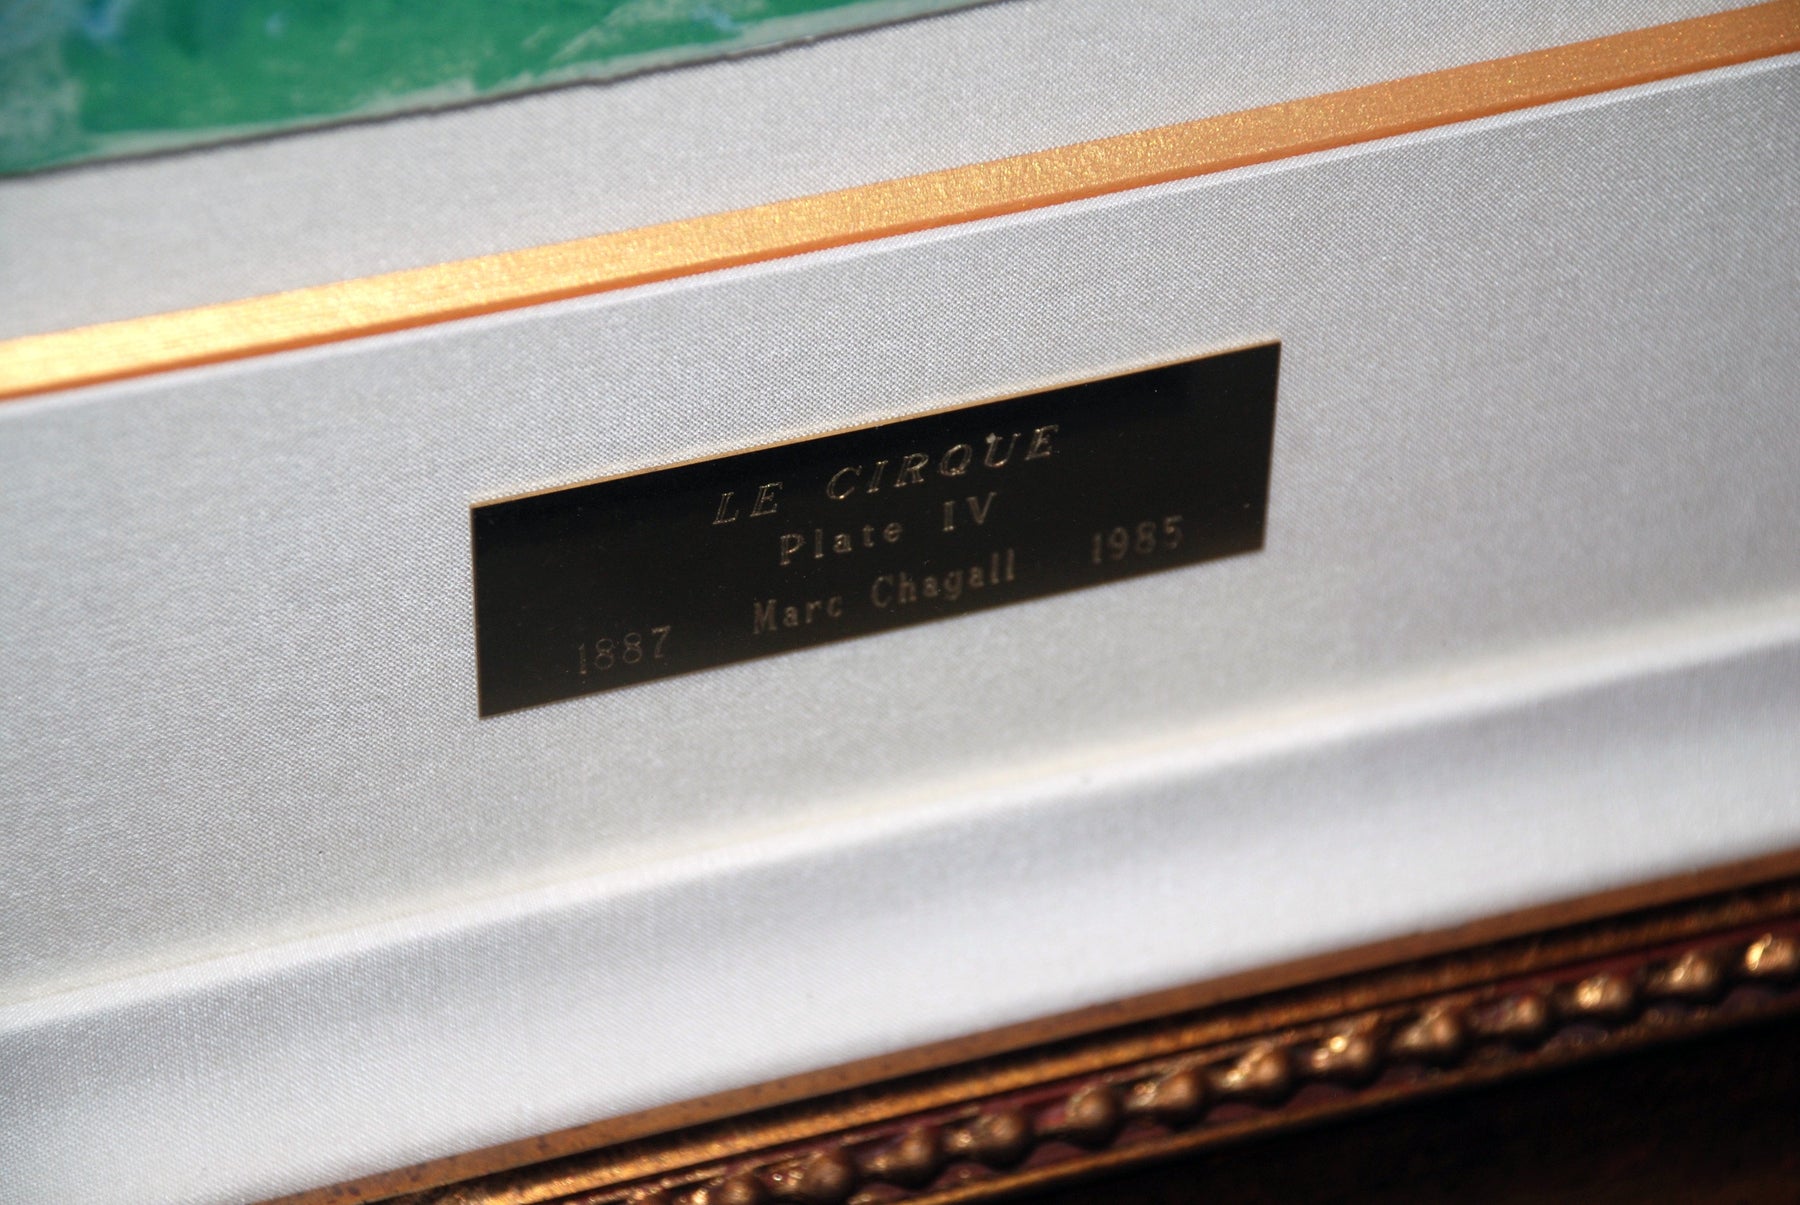 LE CIRQUE
Plate IV
1887 Marc Chagall 1985